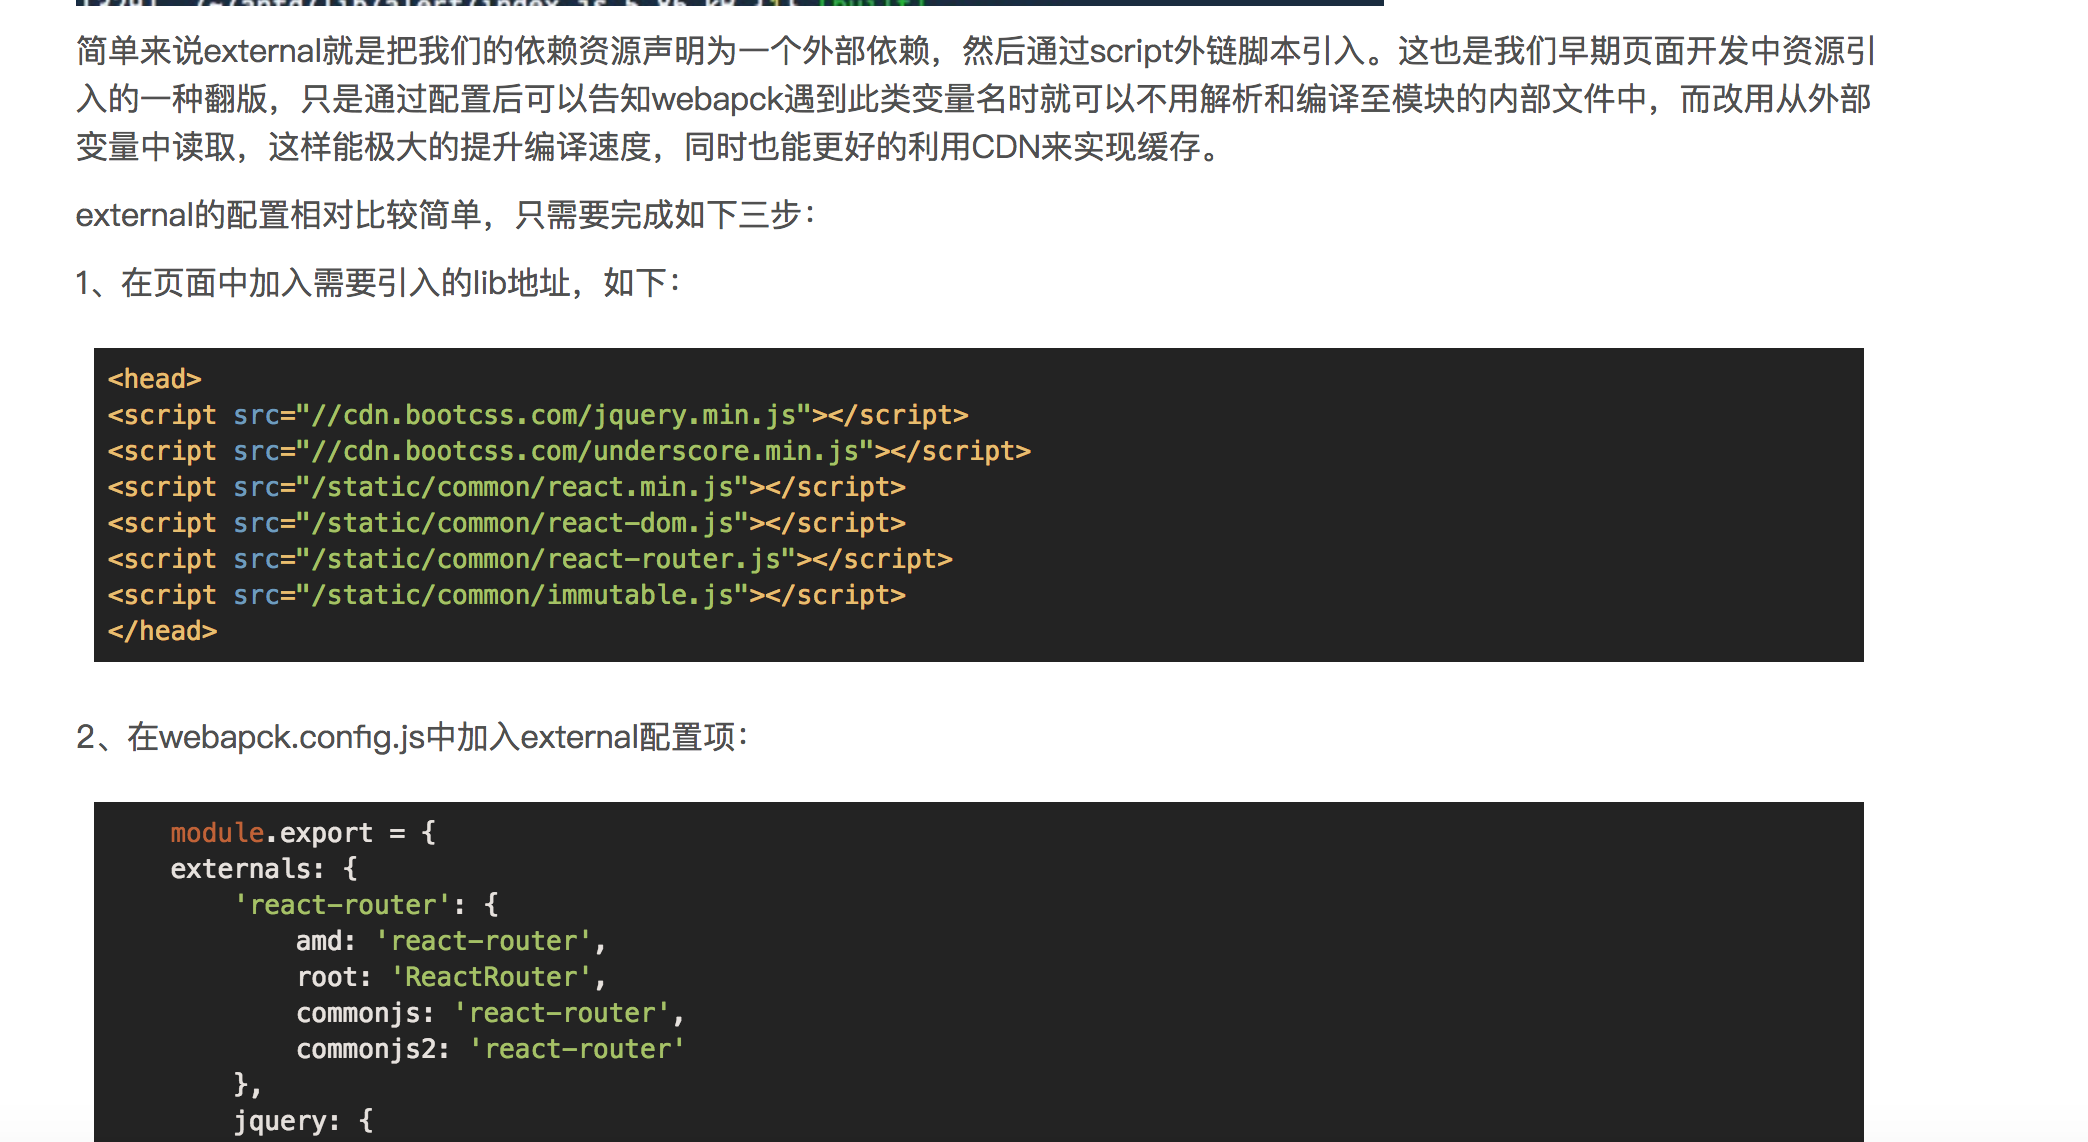 简单来说external就是把我们的依赖资源声明为一个外部依赖，然后通过script外链脚本引入。这也是我们早期页面开发中资源引
入的一种翻版，只是通过配置后可以告知webapck遇到此类变量名时就可以不用解析和编译至模块的内部文件中，而改用从外部
变量中读取，这样能极大的提升编译速度，同时也能更好的利用CDN来实现缓存。
external的配置相对比较简单，只需要完成如下三步：
1、在页面中加入需要引入的lib地址，如下：
<head>
<script src="//cdn.bootcss.com/jquery.min.js"></script>
<script src="//cdn.bootcss.com/underscore.min.js"></script>
<script src="/static/common/react.min.js"></script>
<script src="/static/common/react-dom.js"></script>
<script src="/static/common/react-router.js"></script>
<script src="/static/common/immutable.js"></script>
</head>
2、在webapck.config.js中加入external配置项：
module.export = {
externals: {
'react-router': {
amd: 'react-router',
root: 'ReactRouter',
commonjs: 'react-router',
commonjs2: 'react-router'
},
jquery: {